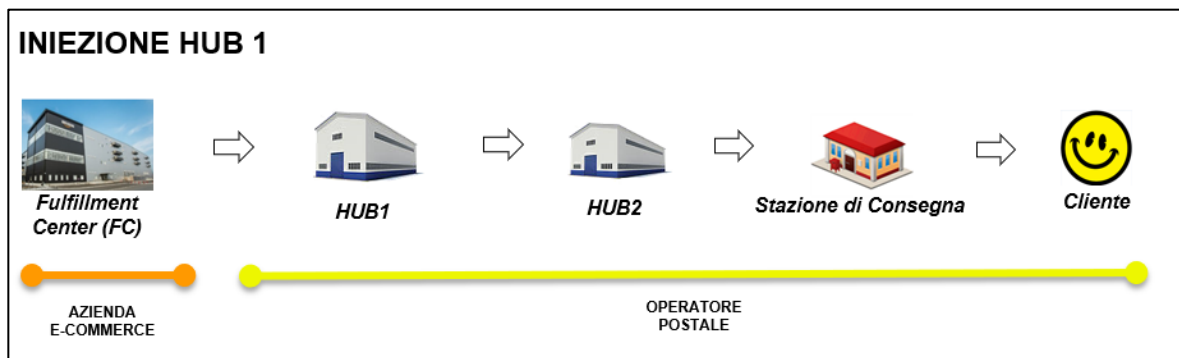 INIEZIONE HUB 1
Fulfillment
Center (FC)
HUB1
HUB2
Stazione di Consegna
Cliente
AZIENDA
E-COMMERCE
OPERATORE
POSTALE